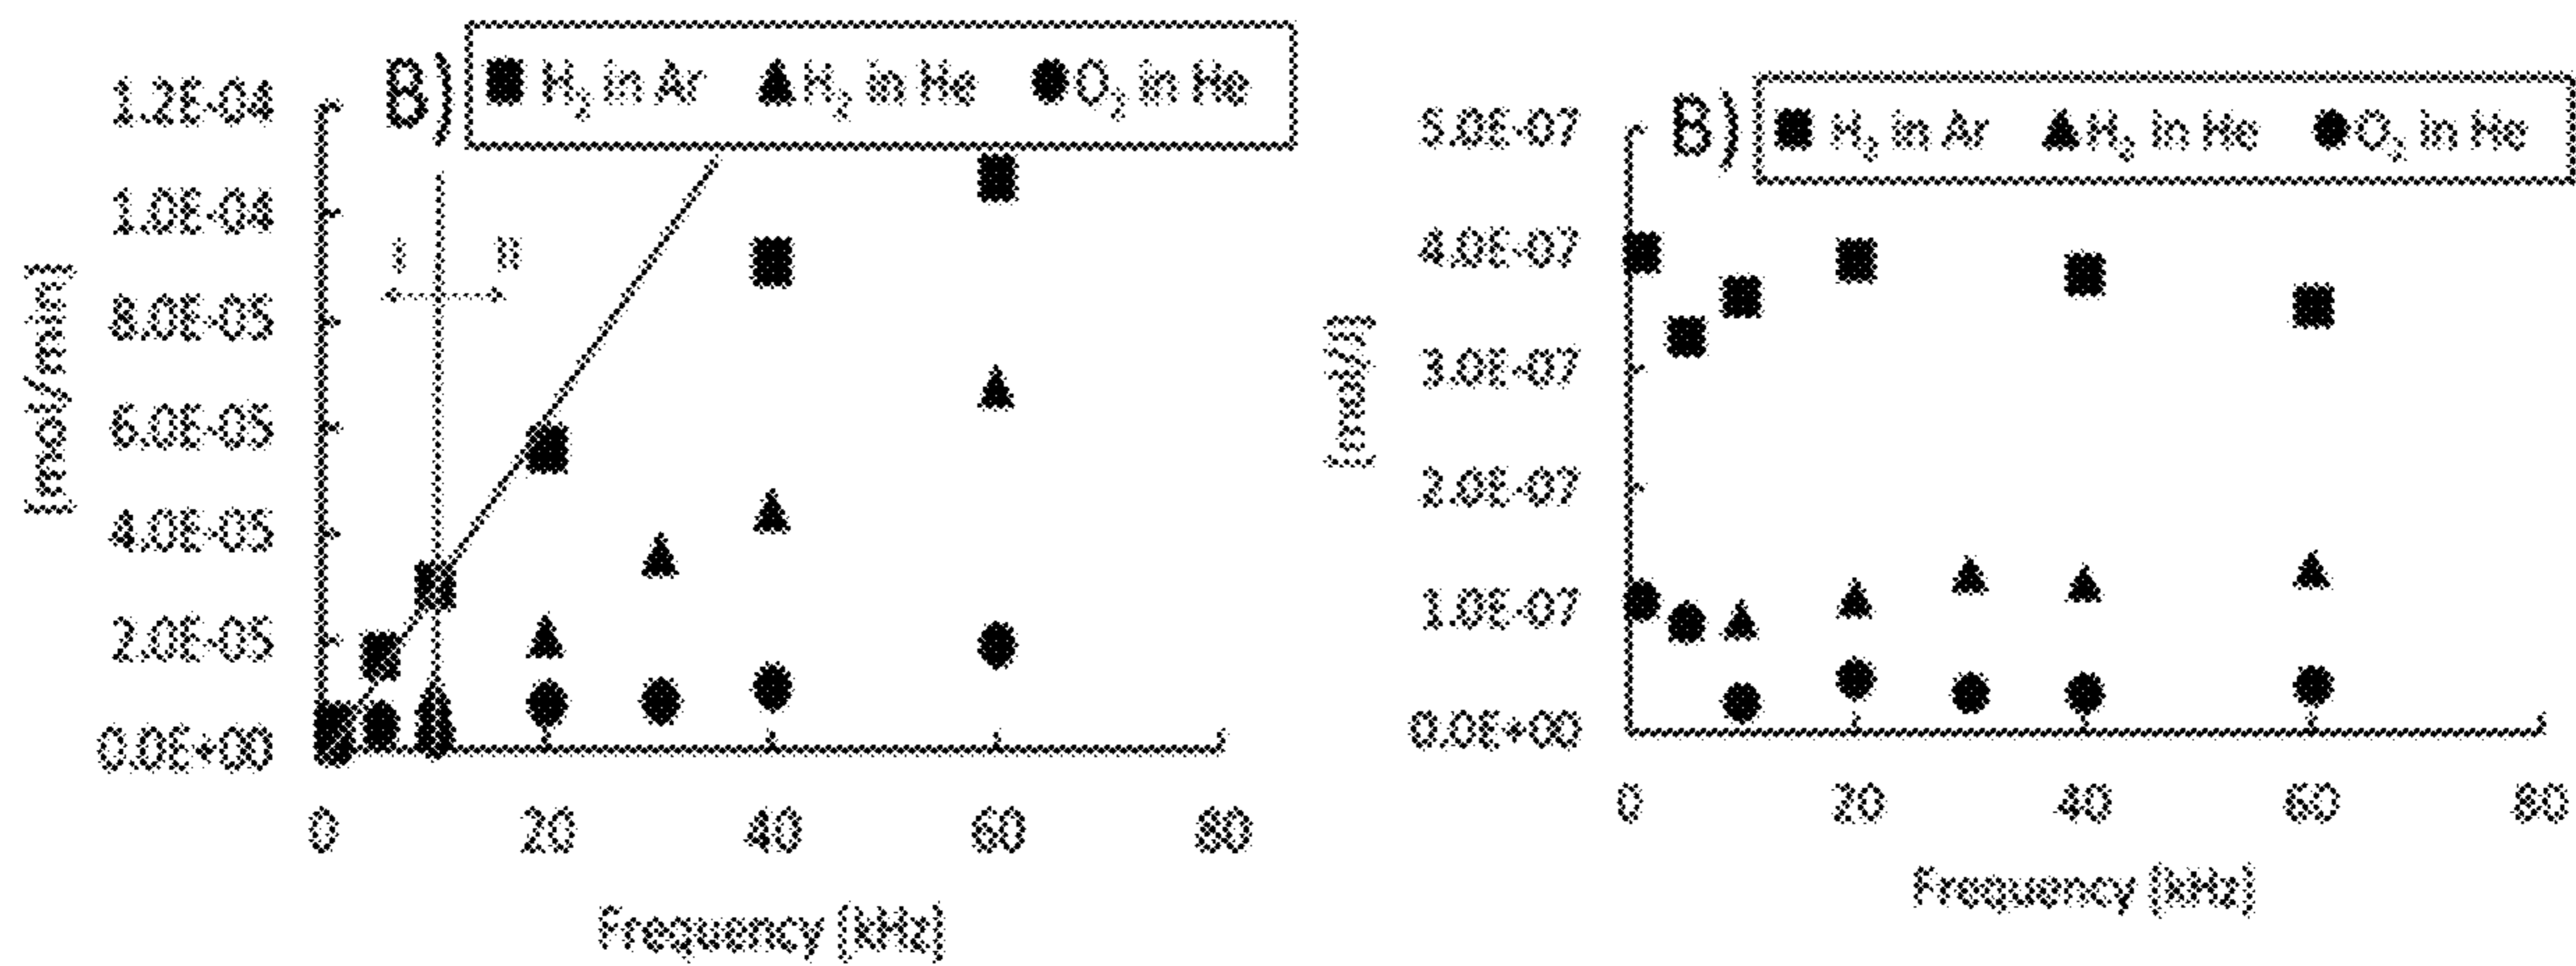 B) H₂ in Ar H₂ in He O₂ in He
1.2E-04
1.0E-04
8.0E-05
6.0E-05
4.0E-05
2.0E-05
0.0E+00
[mol/min]
I II
0 20 40 60 80
Frequency [kHz]
B) H₂ in Ar H₂ in He O₂ in He
5.0E-07
4.0E-07
3.0E-07
2.0E-07
1.0E-07
0.0E+00
[mol/J]
0 20 40 60 80
Frequency [kHz]